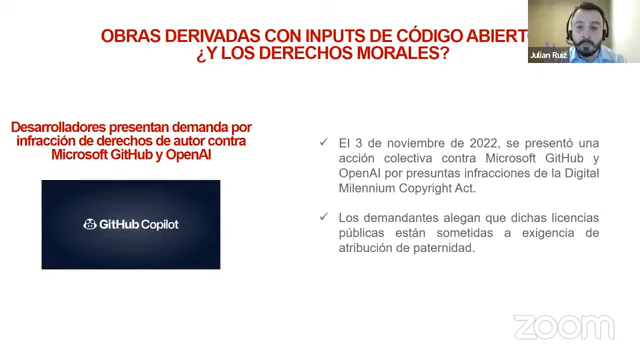 OBRAS DERIVADAS CON INPUTS DE CÓDIGO ABIERT
¿Y LOS DERECHOS MORALES?
Julian Ruiz
Desarrolladores presentan demanda por
infracción de derechos de autor contra
Microsoft GitHub y OpenAI
GitHub Copilot
✓ El 3 de noviembre de 2022, se presentó una
acción colectiva contra Microsoft GitHub y
OpenAI por presuntas infracciones de la Digital
Milennium Copyright Act.
✓ Los demandantes alegan que dichas licencias
públicas están sometidas a exigencia de
atribución de paternidad.
zoom